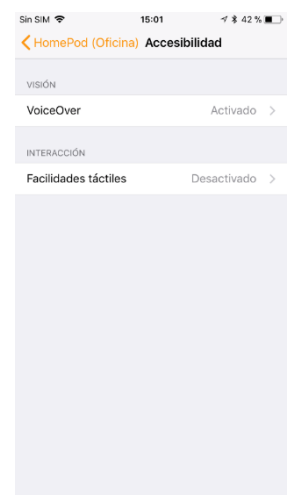 Sin SIM 15:01 42 %
HomePod (Oficina) Accesibilidad
VISIÓN
VoiceOver Activado
INTERACCIÓN
Facilidades táctiles Desactivado